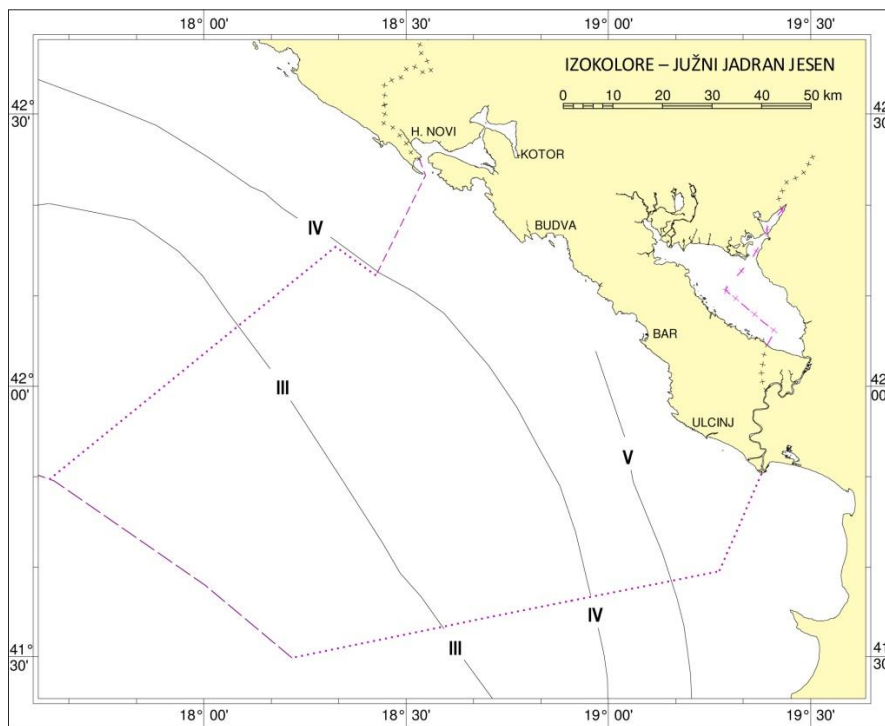 18° 00'
18° 30'
19° 00'
19° 30'
IZOKOLORE – JUŽNI JADRAN JESEN
0 10 20 30 40 50 km
42°
30'
42°
30'
H. NOVI
KOTOR
IV
BUDVA
BAR
42°
00'
42°
00'
III
ULCINJ
V
IV
III
41°
30'
41°
30'
18° 00'
18° 30'
19° 00'
19° 30'